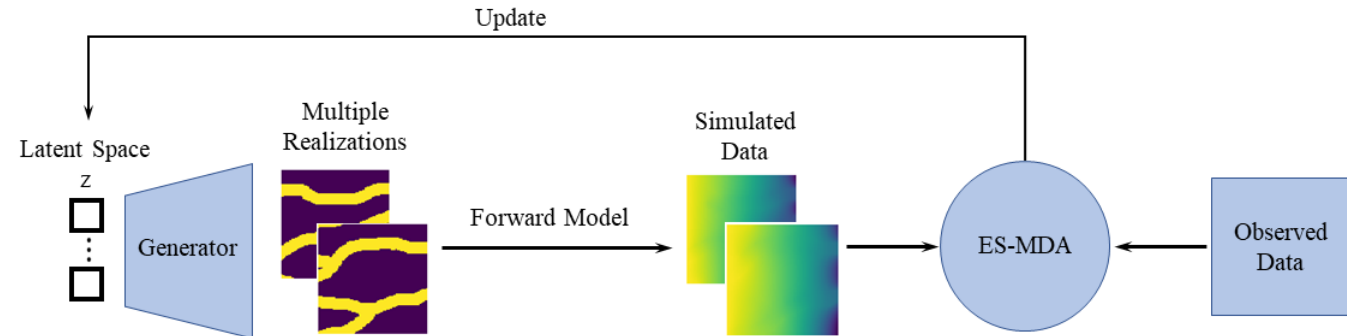 Update
Latent Space
z
Generator
Multiple
Realizations
Forward Model
Simulated
Data
ES-MDA
Observed
Data